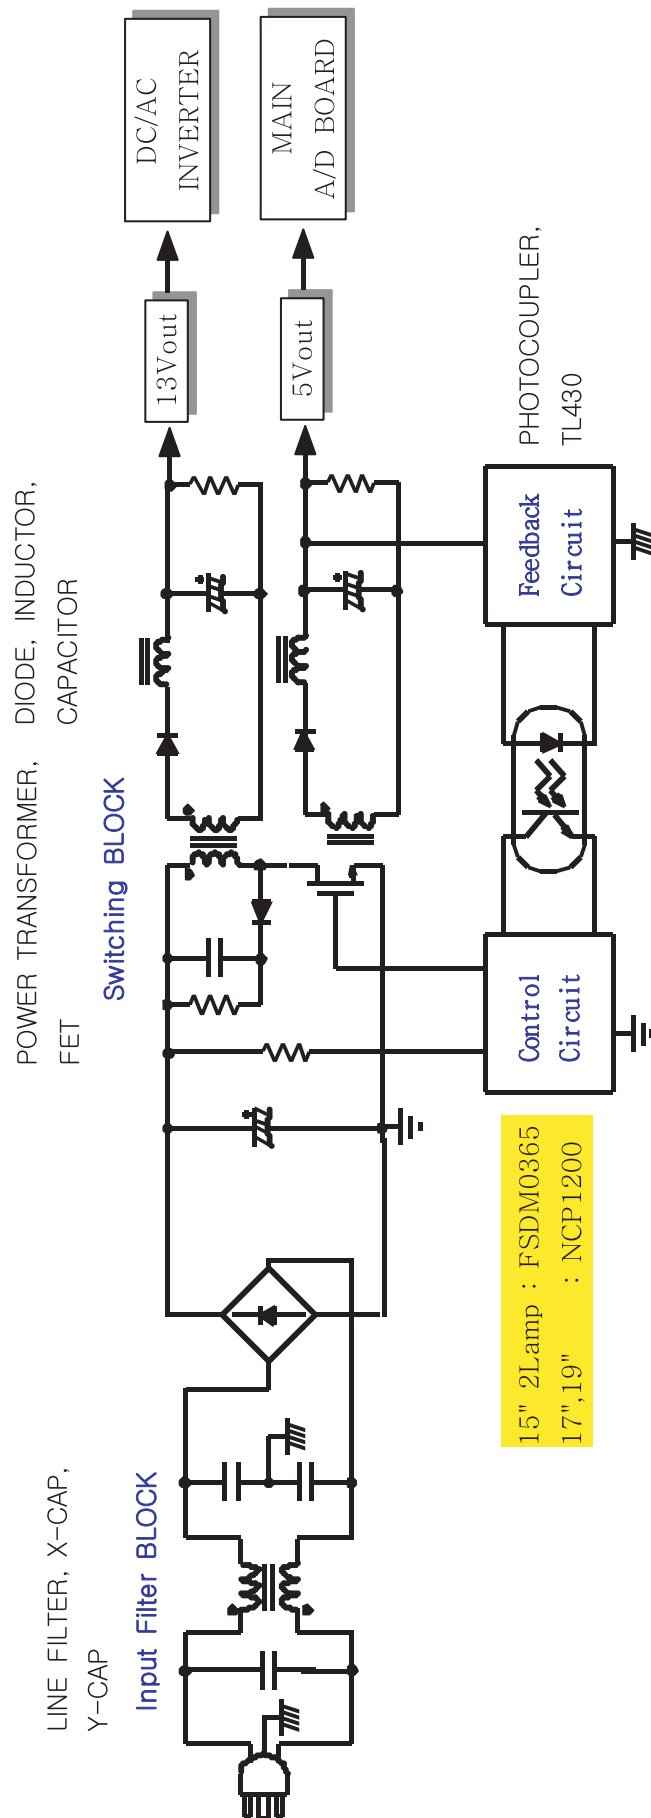 LINE FILTER, X-CAP,
Y-CAP
Input Filter BLOCK
POWER TRANSFORMER, DIODE, INDUCTOR,
FET CAPACITOR
Switching BLOCK
13Vout
DC/AC
INVERTER
5Vout
MAIN
A/D BOARD
15" 2Lamp : FSDM0365
17",19" : NCP1200
Control
Circuit
Feedback
Circuit
PHOTOCOUPLER,
TL430